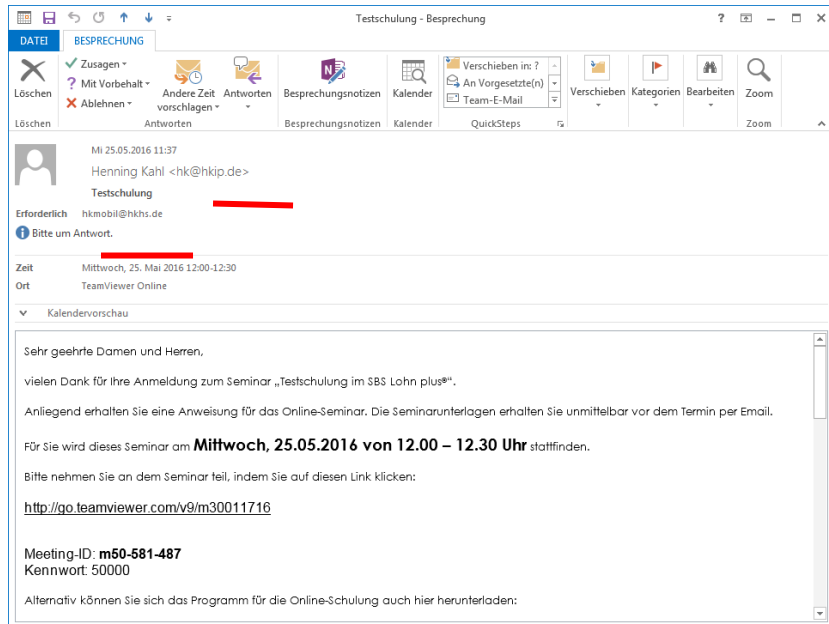 Testschulung - Besprechung
DATEI BESPRECHUNG
Löschen
Zusagen
Mit Vorbehalt
Ablehnen
Andere Zeit vorschlagen
Antworten
Besprechungsnotizen
Kalender
Verschieben in: ?
An Vorgesetzte(n)
Team-E-Mail
Verschieben
Kategorien
Bearbeiten
Zoom
Löschen Antworten Besprechungsnotizen Kalender QuickSteps Zoom
Mi 25.05.2016 11:37
Henning Kahl <hk@hkip.de>
Testschulung
Erforderlich hkmobil@hkhs.de
Bitte um Antwort.
Zeit Mittwoch, 25. Mai 2016 12:00-12:30
Ort TeamViewer Online
Kalendervorschau
Sehr geehrte Damen und Herren,
vielen Dank für Ihre Anmeldung zum Seminar „Testschulung im SBS Lohn plus®“.
Anliegend erhalten Sie eine Anweisung für das Online-Seminar. Die Seminarunterlagen erhalten Sie unmittelbar vor dem Termin per Email.
Für Sie wird dieses Seminar am Mittwoch, 25.05.2016 von 12.00 – 12.30 Uhr stattfinden.
Bitte nehmen Sie an dem Seminar teil, indem Sie auf diesen Link klicken:
http://go.teamviewer.com/v9/m30011716
Meeting-ID: m50-581-487
Kennwort: 50000
Alternativ können Sie sich das Programm für die Online-Schulung auch hier herunterladen: